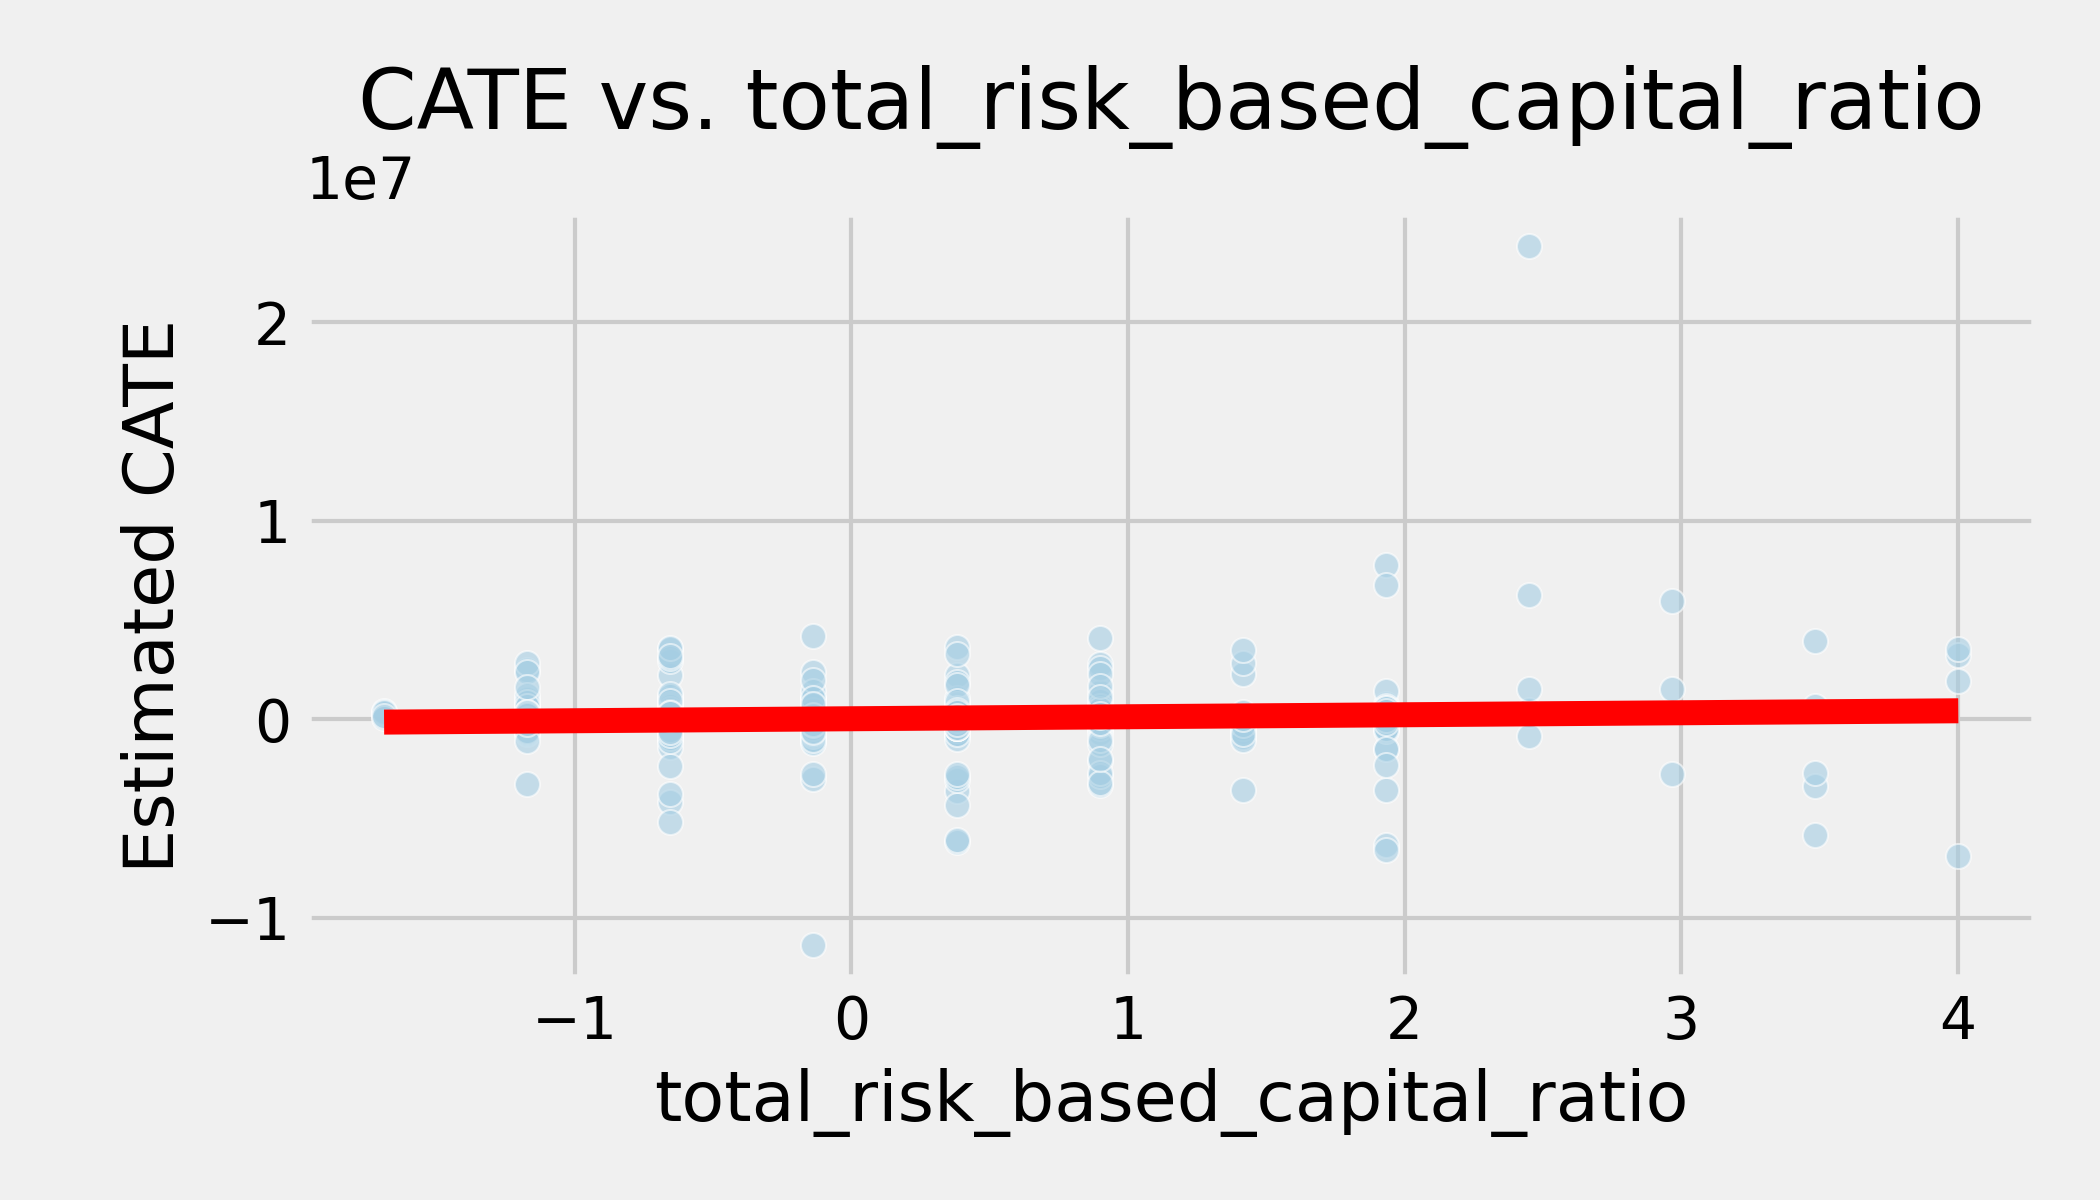 CATE vs. total_risk_based_capital_ratio
1e7
2
1
0
−1
Estimated CATE
−1 0 1 2 3 4
total_risk_based_capital_ratio